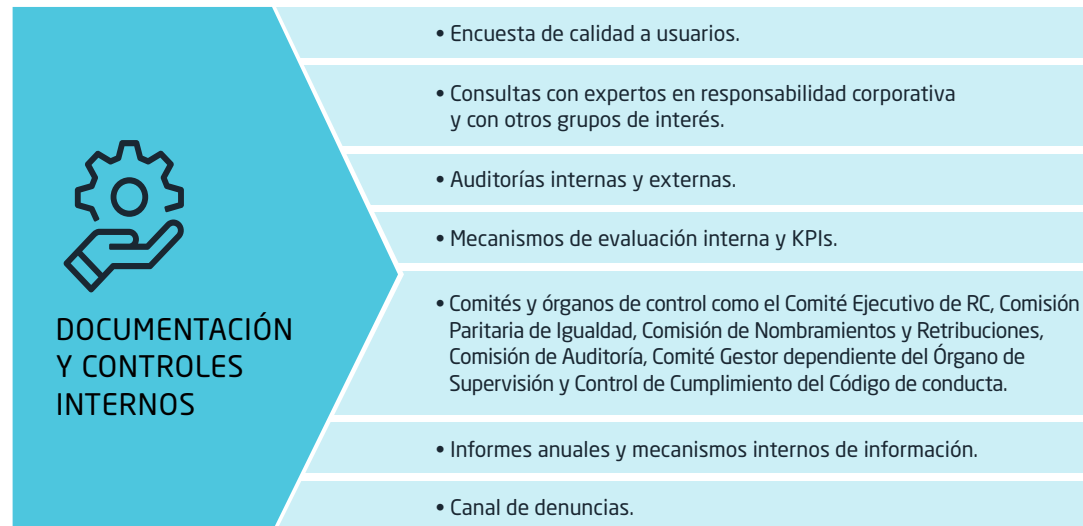 DOCUMENTACIÓN
Y CONTROLES
INTERNOS
• Encuesta de calidad a usuarios.
• Consultas con expertos en responsabilidad corporativa
y con otros grupos de interés.
• Auditorías internas y externas.
• Mecanismos de evaluación interna y KPIs.
• Comités y órganos de control como el Comité Ejecutivo de RC, Comisión
Paritaria de Igualdad, Comisión de Nombramientos y Retribuciones,
Comisión de Auditoría, Comité Gestor dependiente del Órgano de
Supervisión y Control de Cumplimiento del Código de conducta.
• Informes anuales y mecanismos internos de información.
• Canal de denuncias.